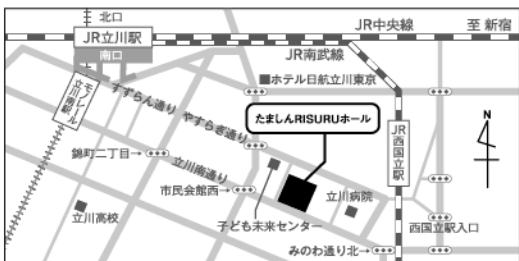 北口
JR中央線
至 新宿
JR立川駅
南口
JR南武線
ホテル日航立川東京
モノレール
立川南駅
すずらん通り
やすらぎ通り
たましんRISURUホール
N
JR
西国立駅
錦町二丁目
立川南通り
市民会館西
立川高校
子ども未来センター
立川病院
西国立駅入口
みのわ通り北